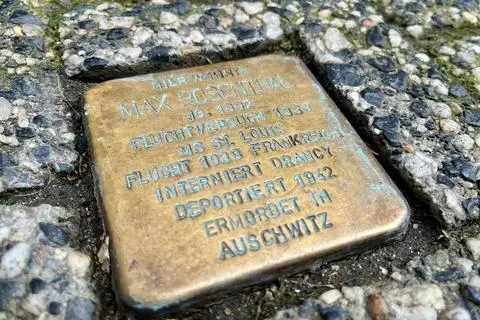 HIER WOHNTE
MAX ROSENTHAL
JG. 1892
FLUCHTVERSUCH 1939
MS ST. LOUIS
FLUCHT 1939 FRANKREICH
INTERNIERT DRANCY
DEPORTIERT 1942
ERMORDET IN
AUSCHWITZ